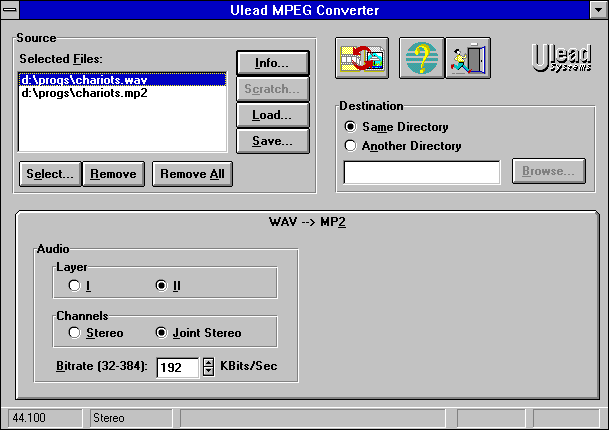 Ulead MPEG Converter
Source
Selected Files:
d:\progs\chariots.wav
d:\progs\chariots.mp2
Info...
Scratch...
Load...
Save...
Select...
Remove
Remove All
?
Ulead
Systems
Destination
Same Directory
Another Directory
Browse...
WAV --> MP2
Audio
Layer
I
II
Channels
Stereo
Joint Stereo
Bitrate (32-384):
192
KBits/Sec
44.100
Stereo